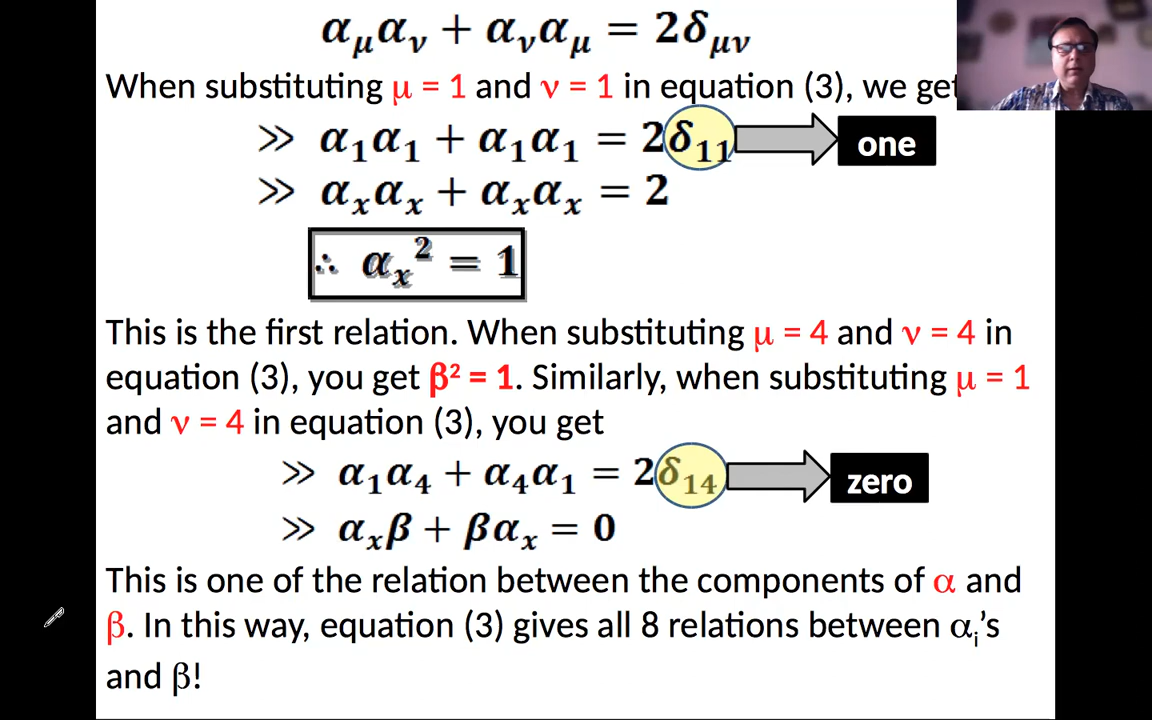 αμαν + αναμ = 2δμν
When substituting μ = 1 and ν = 1 in equation (3), we get
≫ α₁α₁ + α₁α₁ = 2δ₁₁ one
≫ αₓαₓ + αₓαₓ = 2
∴ αₓ² = 1
This is the first relation. When substituting μ = 4 and ν = 4 in
equation (3), you get β² = 1. Similarly, when substituting μ = 1
and ν = 4 in equation (3), you get
≫ α₁α₄ + α₄α₁ = 2δ₁₄ zero
≫ αₓβ + βαₓ = 0
This is one of the relation between the components of α and
β. In this way, equation (3) gives all 8 relations between αᵢ's
and β!